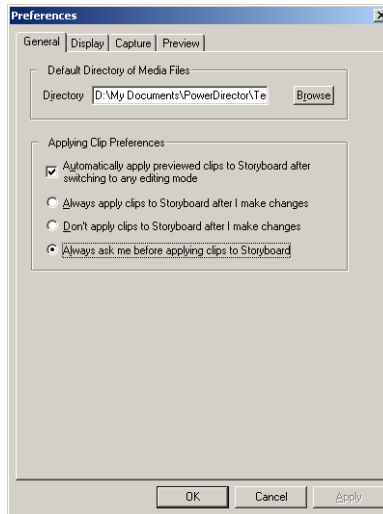 Preferences
General Display Capture Preview
Default Directory of Media Files
Directory D:\My Documents\PowerDirector\Te Browse
Applying Clip Preferences
Automatically apply previewed clips to Storyboard after
switching to any editing mode
Always apply clips to Storyboard after I make changes
Don't apply clips to Storyboard after I make changes
Always ask me before applying clips to Storyboard
OK Cancel Apply